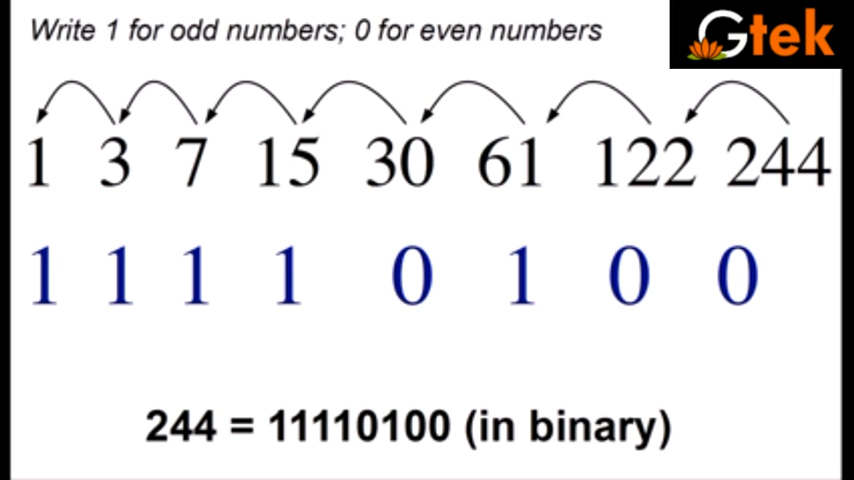 Write 1 for odd numbers; 0 for even numbers
Gtek
1 3 7 15 30 61 122 244
1 1 1 1 0 1 0 0
244 = 11110100 (in binary)